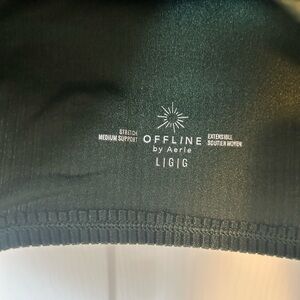 STRETCH
MEDIUM SUPPORT
OFFLINE
by Aerie
EXTENSIBLE
SOUTIEN MOYEN
L|G|G